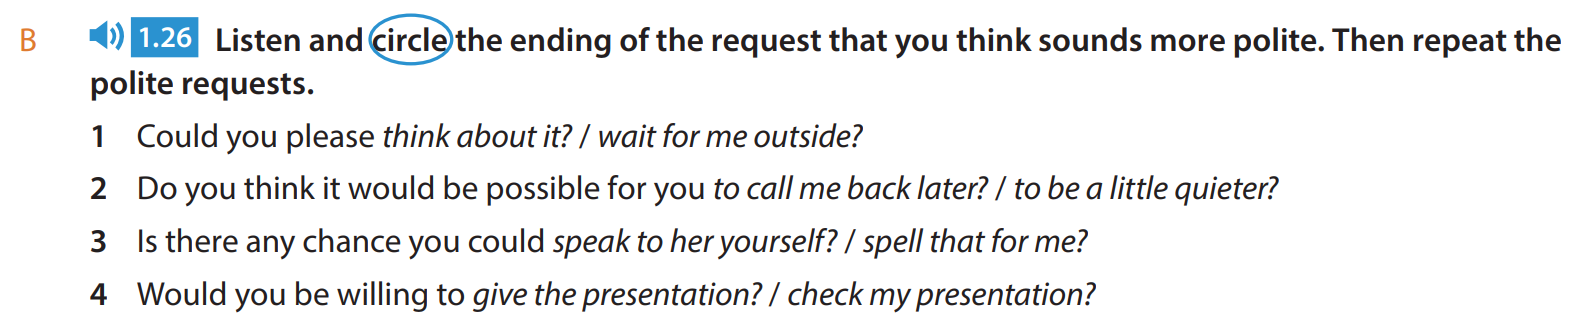 B 1.26 Listen and circle the ending of the request that you think sounds more polite. Then repeat the
polite requests.
1 Could you please think about it? / wait for me outside?
2 Do you think it would be possible for you to call me back later? / to be a little quieter?
3 Is there any chance you could speak to her yourself? / spell that for me?
4 Would you be willing to give the presentation? / check my presentation?